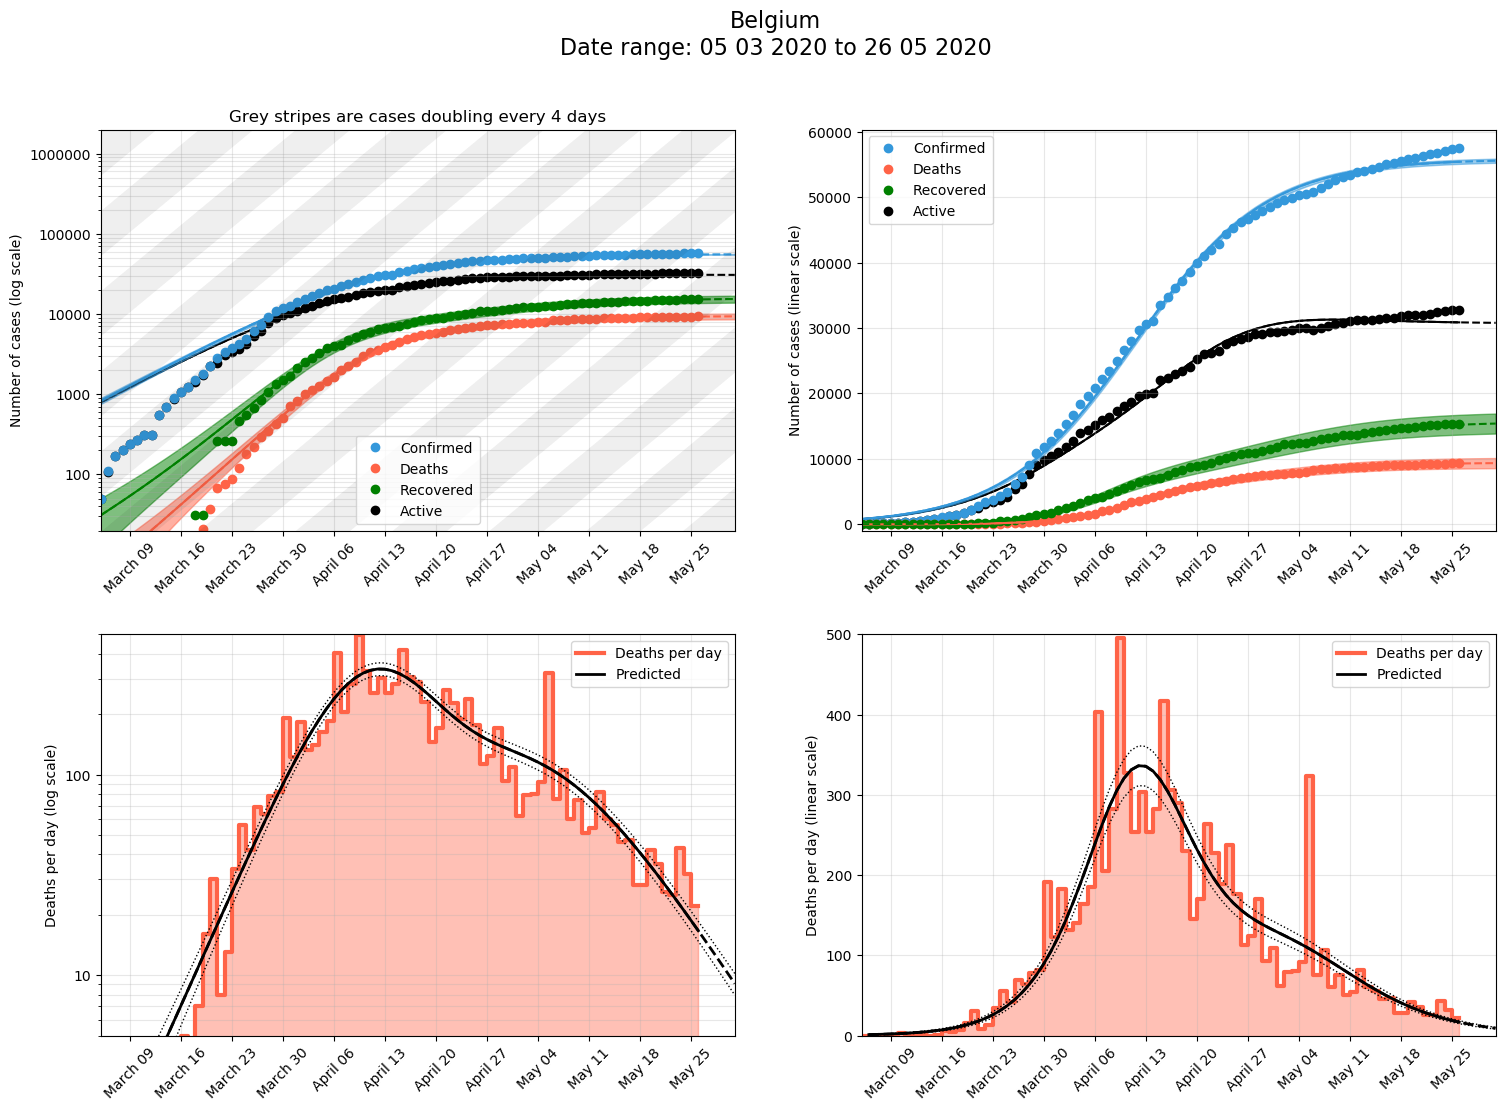 Belgium
Date range: 05 03 2020 to 26 05 2020
Grey stripes are cases doubling every 4 days
Number of cases (log scale)
1000000
100000
10000
1000
100
Confirmed
Deaths
Recovered
Active
March 09
March 16
March 23
March 30
April 06
April 13
April 20
April 27
May 04
May 11
May 18
May 25
Number of cases (linear scale)
60000
50000
40000
30000
20000
10000
0
Confirmed
Deaths
Recovered
Active
March 09
March 16
March 23
March 30
April 06
April 13
April 20
April 27
May 04
May 11
May 18
May 25
Deaths per day (log scale)
100
10
Deaths per day
Predicted
March 09
March 16
March 23
March 30
April 06
April 13
April 20
April 27
May 04
May 11
May 18
May 25
Deaths per day (linear scale)
500
400
300
200
100
0
Deaths per day
Predicted
March 09
March 16
March 23
March 30
April 06
April 13
April 20
April 27
May 04
May 11
May 18
May 25